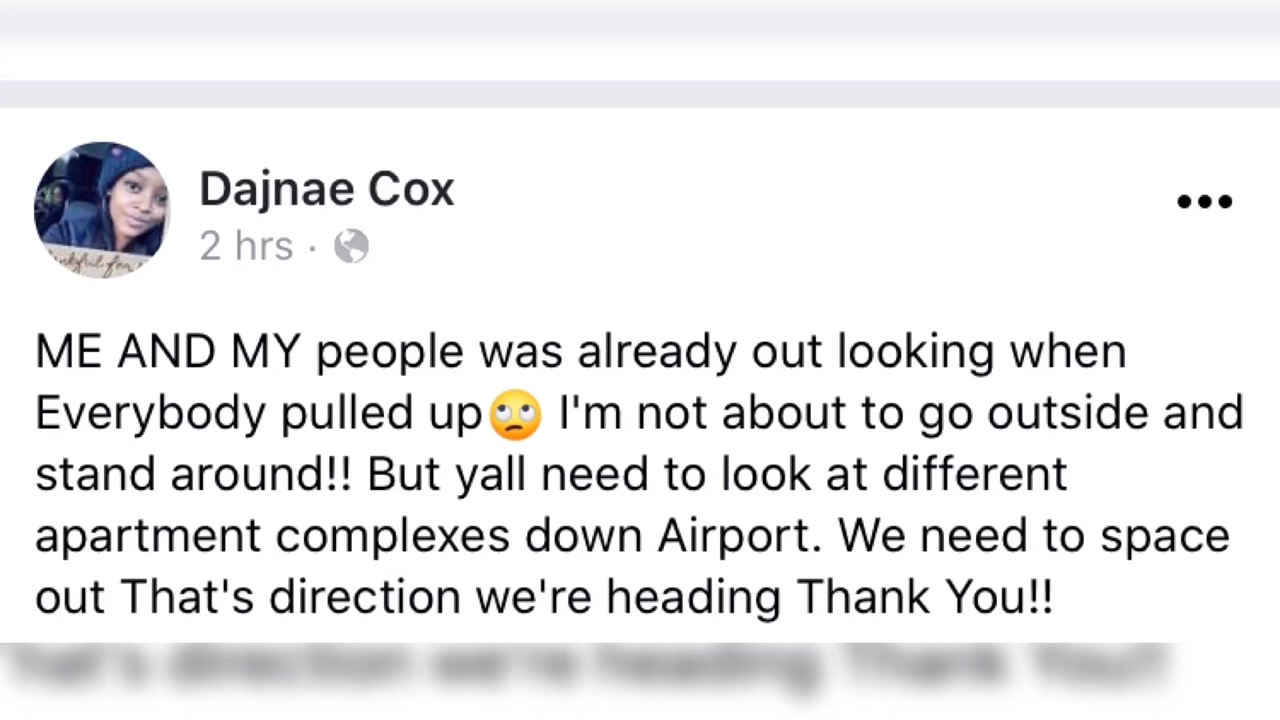 Dajnae Cox
2 hrs ·
ME AND MY people was already out looking when
Everybody pulled up🙄 I'm not about to go outside and
stand around!! But yall need to look at different
apartment complexes down Airport. We need to space
out That's direction we're heading Thank You!!